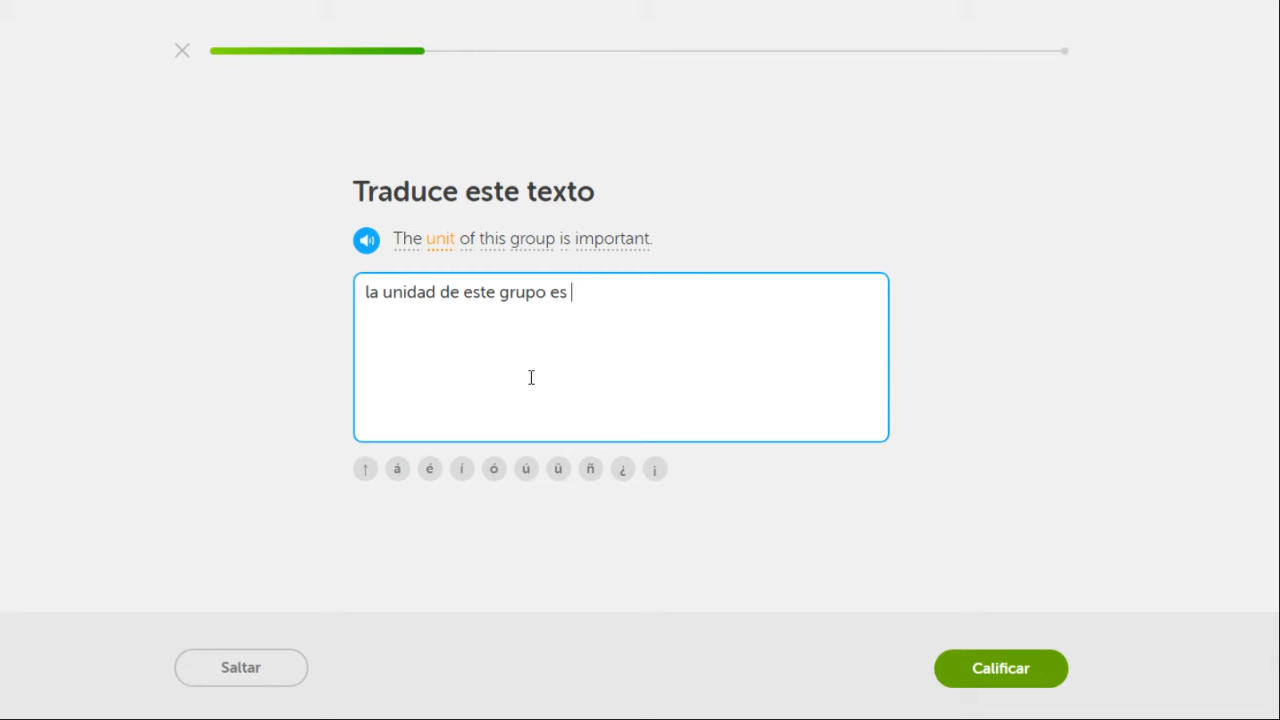 Traduce este texto
The unit of this group is important.
la unidad de este grupo es
↑ á é í ó ú ü ñ ¿ ¡
Saltar
Calificar